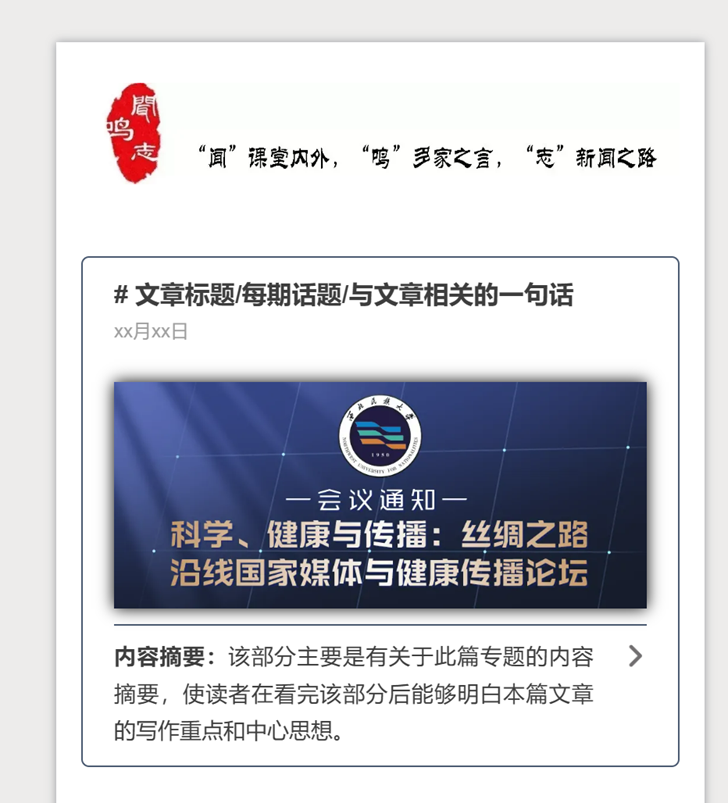 聞
鸣
志
“闻”课堂内外，“鸣”多家之言，“志”新闻之路
# 文章标题/每期话题/与文章相关的一句话
xx月xx日
西北民族大学
NORTHWEST UNIVERSITY FOR NATIONALITIES
1950
—会议通知—
科学、健康与传播：丝绸之路
沿线国家媒体与健康传播论坛
内容摘要：该部分主要是有关于此篇专题的内容
摘要，使读者在看完该部分后能够明白本篇文章
的写作重点和中心思想。